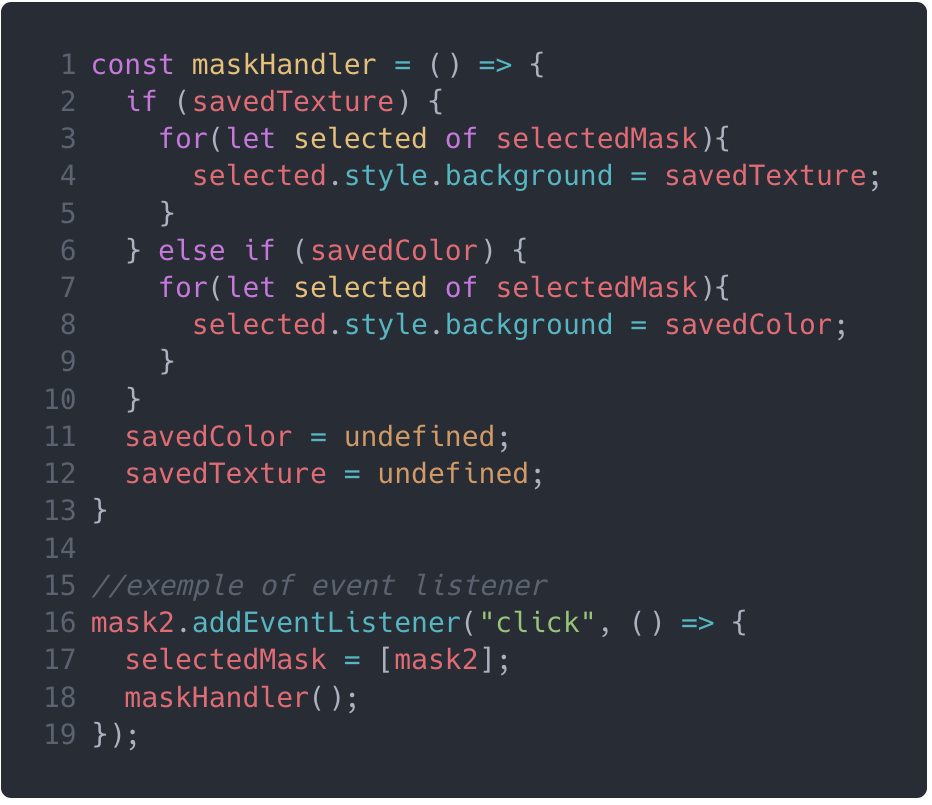 1 const maskHandler = () => {
2   if (savedTexture) {
3     for(let selected of selectedMask){
4       selected.style.background = savedTexture;
5     }
6   } else if (savedColor) {
7     for(let selected of selectedMask){
8       selected.style.background = savedColor;
9     }
10   }
11   savedColor = undefined;
12   savedTexture = undefined;
13 }
14
15 //exemple of event listener
16 mask2.addEventListener("click", () => {
17   selectedMask = [mask2];
18   maskHandler();
19 });